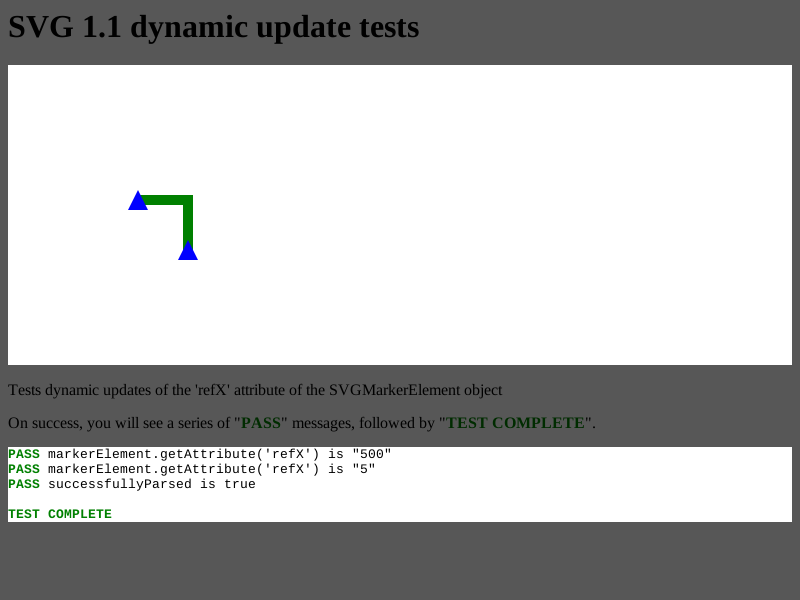 SVG 1.1 dynamic update tests
Tests dynamic updates of the 'refX' attribute of the SVGMarkerElement object
On success, you will see a series of "PASS" messages, followed by "TEST COMPLETE".
PASS markerElement.getAttribute('refX') is "500"
PASS markerElement.getAttribute('refX') is "5"
PASS successfullyParsed is true
TEST COMPLETE